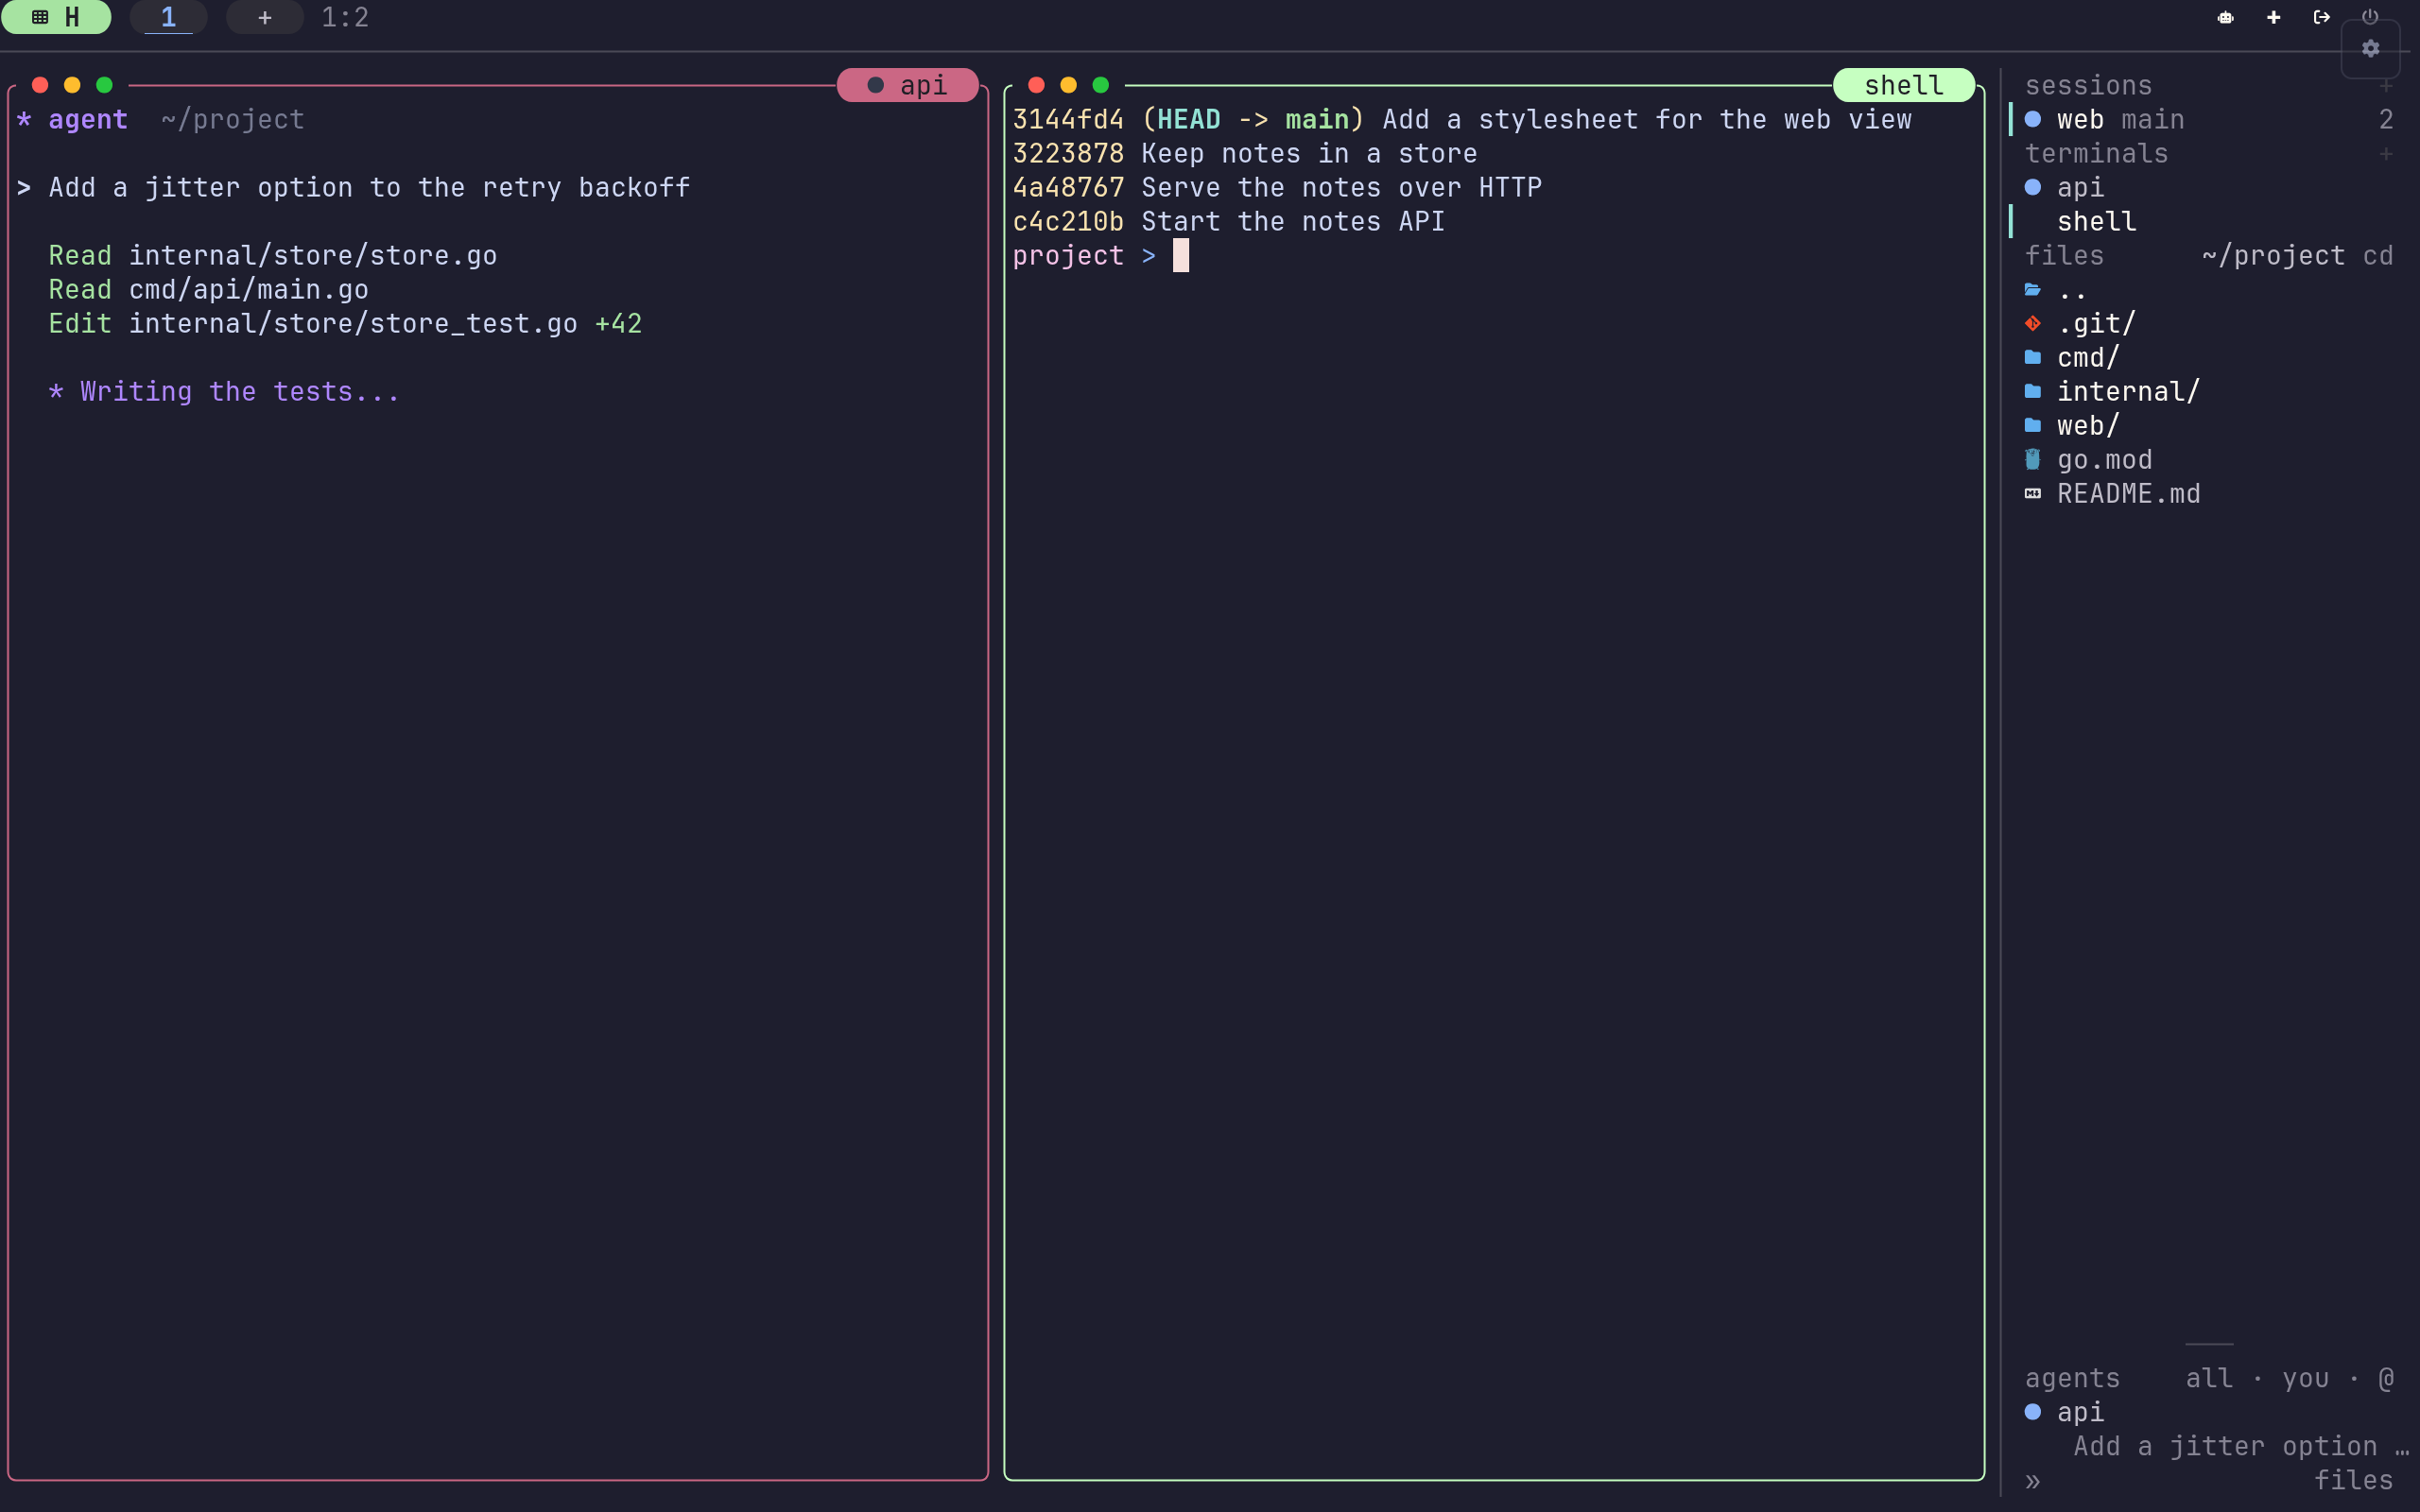 H 1 + 1:2
api
* agent ~/project
> Add a jitter option to the retry backoff
Read internal/store/store.go
Read cmd/api/main.go
Edit internal/store/store_test.go +42
* Writing the tests...
shell
3144fd4 (HEAD -> main) Add a stylesheet for the web view
3223878 Keep notes in a store
4a48767 Serve the notes over HTTP
c4c210b Start the notes API
project >
sessions +
web main 2
terminals +
api
shell
files ~/project cd
..
.git/
cmd/
internal/
web/
go.mod
README.md
agents all · you · @
api
Add a jitter option …
» files